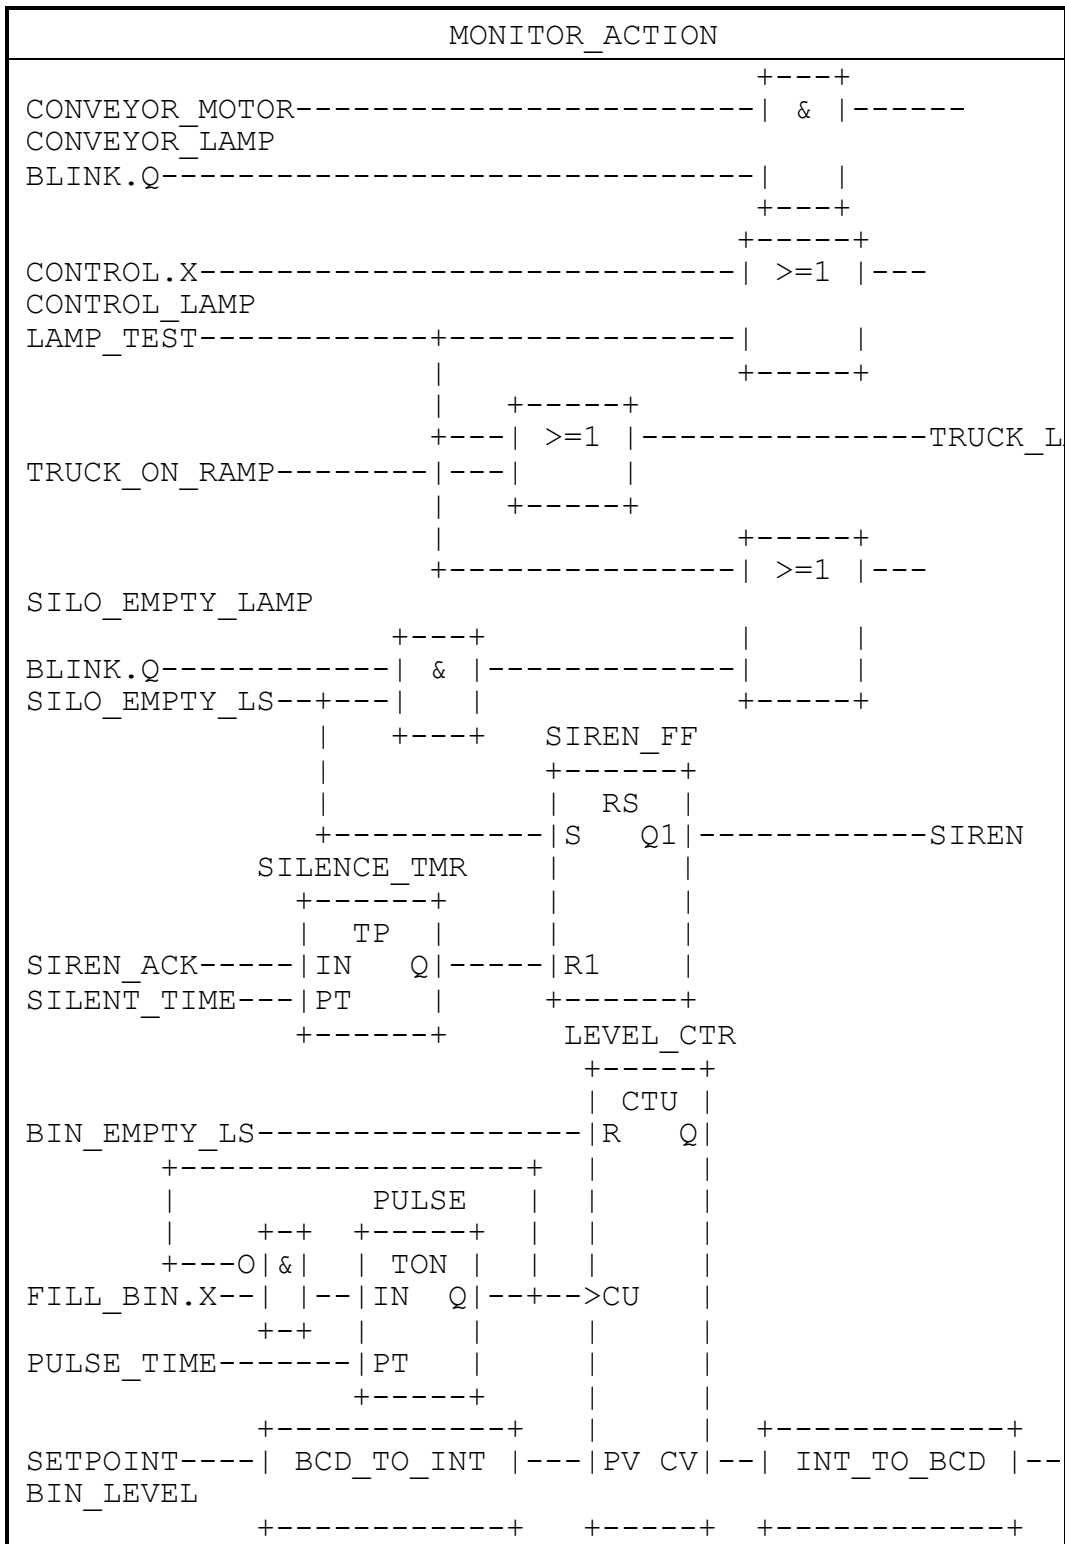 MONITOR_ACTION
+---+
CONVEYOR_MOTOR------------------------| & |------
CONVEYOR_LAMP
BLINK.Q-------------------------------| |
+---+
+-----+
CONTROL.X----------------------------| >=1 |---
CONTROL_LAMP
LAMP_TEST------------+---------------| |
| +-----+
| +-----+
+---| >=1 |---------------TRUCK_L
TRUCK_ON_RAMP--------|---| |
| +-----+
| +-----+
+---------------| >=1 |---
SILO_EMPTY_LAMP
+---+ | |
BLINK.Q------------| & |-------------| |
SILO_EMPTY_LS--+---| | +-----+
| +---+ SIREN_FF
| +------+
| | RS |
+-----------|S Q1|------------SIREN
SILENCE_TMR | |
+------+ | |
| TP | | |
SIREN_ACK-----|IN Q|-----|R1 |
SILENT_TIME---|PT | +------+
+------+ LEVEL_CTR
+-----+
| CTU |
BIN_EMPTY_LS-----------------|R Q|
+------------------+ | |
| PULSE | | |
| +-+ +-----+ | | |
+---O|&| | TON | | | |
FILL_BIN.X--| |--|IN Q|--+-->CU |
+-+ | | | |
PULSE_TIME-------|PT | | |
+-----+ | |
+------------+ | | +------------+
SETPOINT----| BCD_TO_INT |---|PV CV|--| INT_TO_BCD |--
BIN_LEVEL
+------------+ +-----+ +------------+